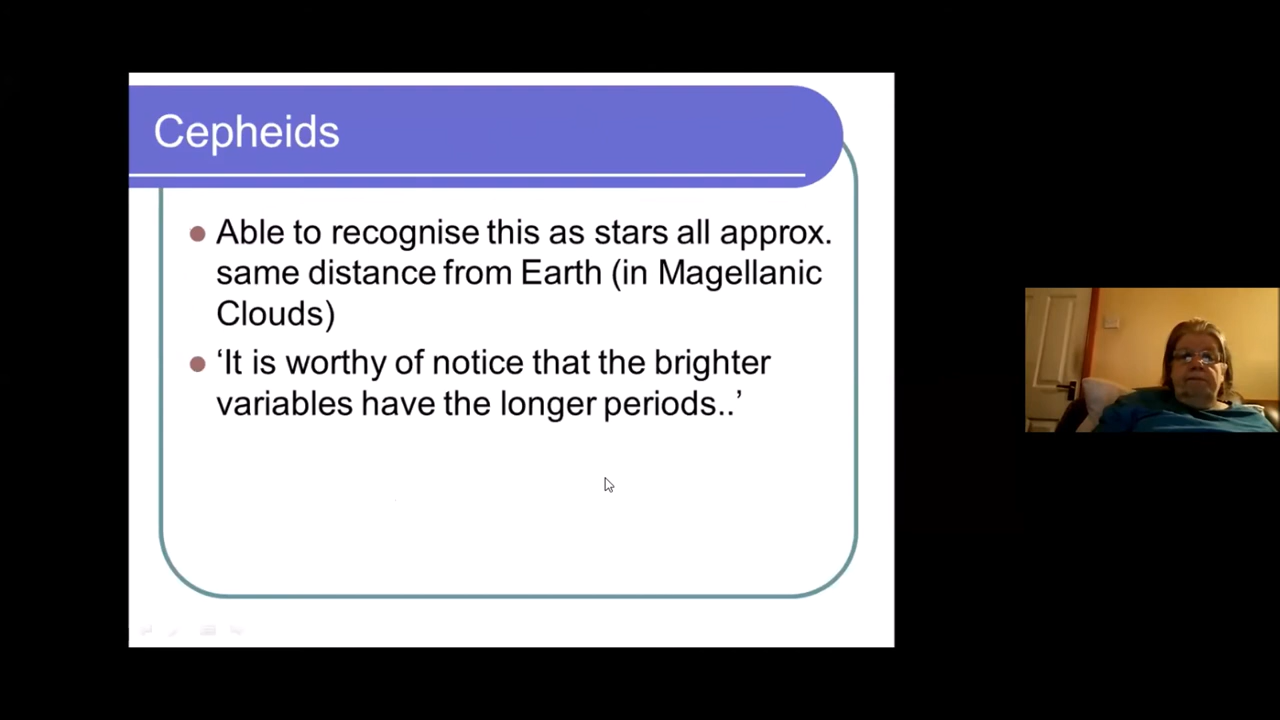 Cepheids
Able to recognise this as stars all approx.
same distance from Earth (in Magellanic
Clouds)
‘It is worthy of notice that the brighter
variables have the longer periods..’